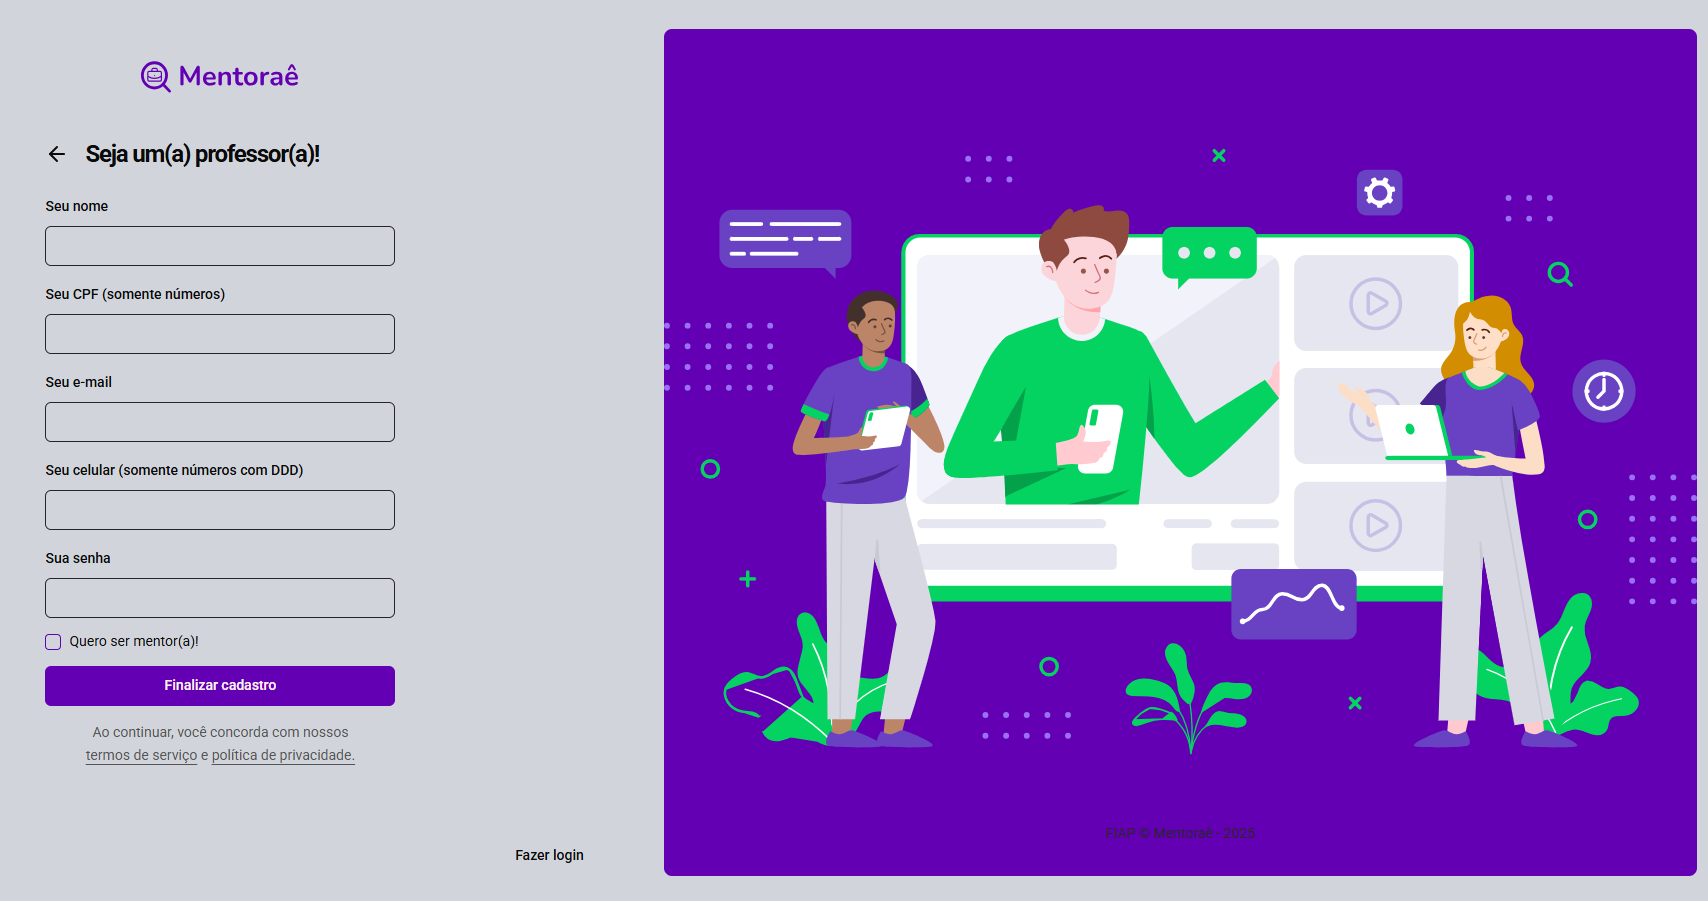 Mentoraê
Seja um(a) professor(a)!
Seu nome
Seu CPF (somente números)
Seu e-mail
Seu celular (somente números com DDD)
Sua senha
Quero ser mentor(a)!
Finalizar cadastro
Ao continuar, você concorda com nossos
termos de serviço e política de privacidade.
Fazer login
FIAP © Mentoraê - 2025